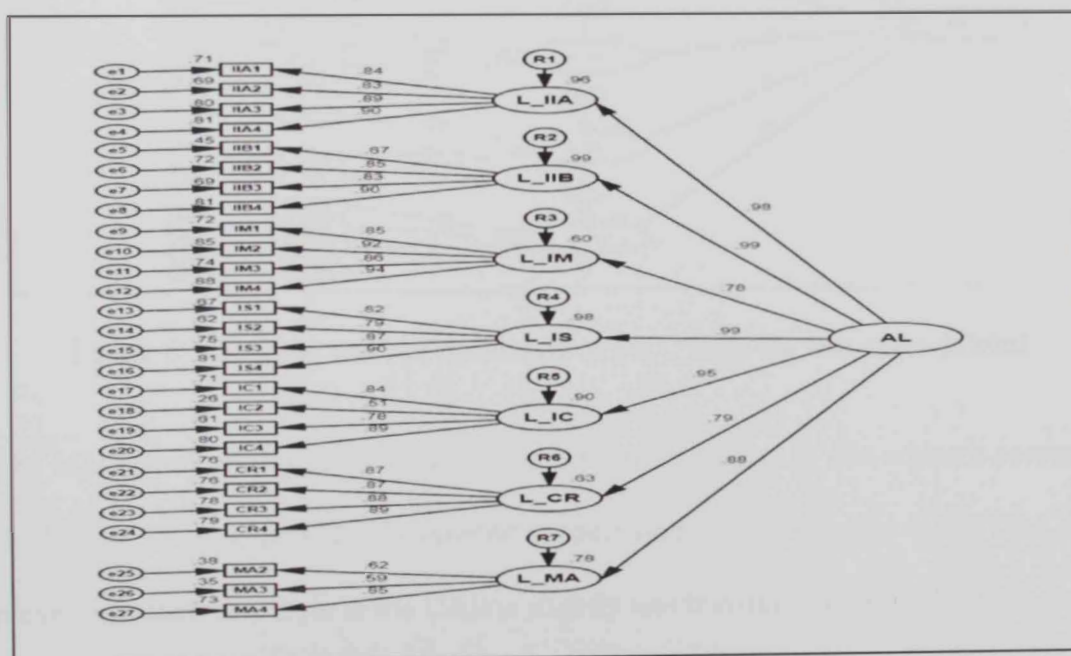 R1
.71
e1 IIA1 .84 .96
.69
e2 IIA2 .83
.80 L_IIA
e3 IIA3 .89
.81
e4 IIA4 .90
.45 R2
e5 IIB1 .67 .99
.72
e6 IIB2 .85
.69 L_IIB
e7 IIB3 .83
.81 .98
e8 IIB4 .90
.72 R3
e9 IM1 .85 .60
.85 .99
e10 IM2 .92
.74 L_IM
e11 IM3 .86
.88 .78
e12 IM4 .94
.67 R4
e13 IS1 .98
.62
e14 IS2 .79
.75 L_IS .99 AL
e15 IS3 .87
.81
e16 IS4 .90
.71 R5 .95
e17 IC1 .84 .90
.26
e18 IC2 .51
.61 L_IC
e19 IC3 .78 .79
.80
e20 IC4 .89
.76 R6 .88
e21 CR1 .87 .63
.76
e22 CR2 .87
.78 L_CR
e23 CR3 .88
.79
e24 CR4 .89
R7
.38 .78
e25 MA2 .62
.35 L_MA
e26 MA3 .59
.73
e27 MA4 .85